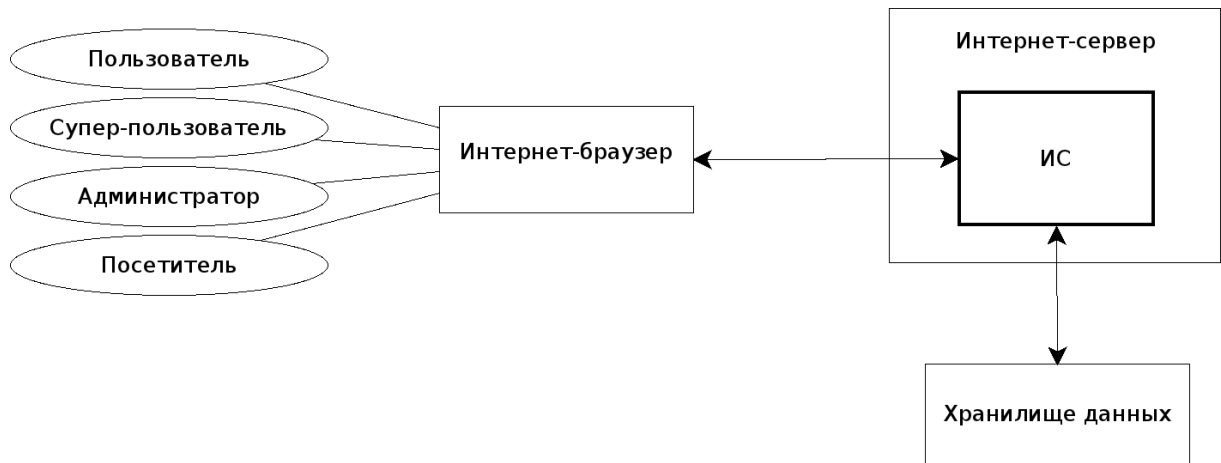 Пользователь
Супер-пользователь
Администратор
Посетитель
Интернет-браузер
Интернет-сервер
ИС
Хранилище данных